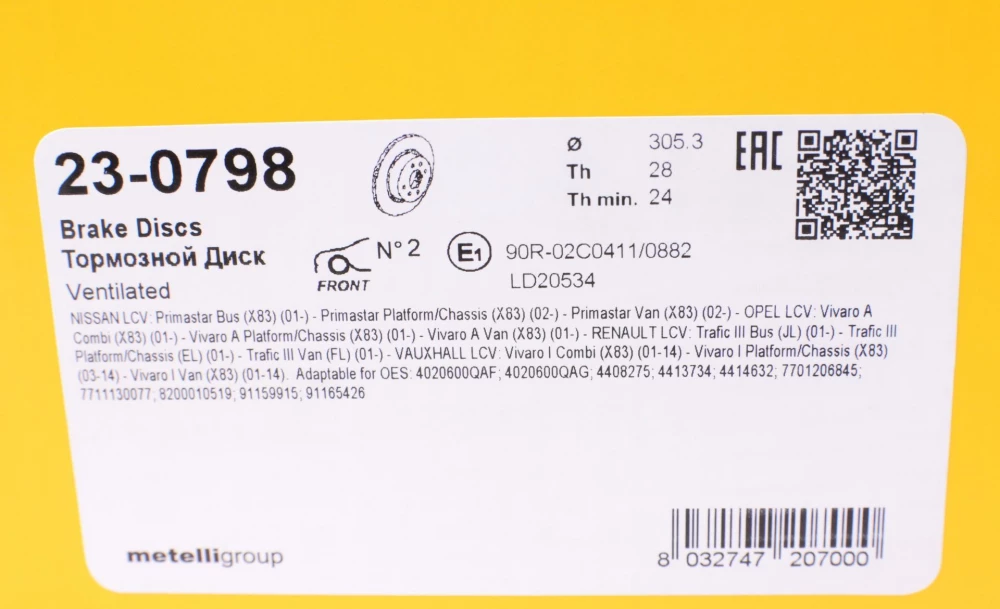 23-0798
Ø 305.3
Th 28
Th min. 24
EAC
Brake Discs
Тормозной Диск
Ventilated
FRONT
N° 2
E1
90R-02C0411/0882
LD20534
NISSAN LCV: Primastar Bus (X83) (01-) - Primastar Platform/Chassis (X83) (02-) - Primastar Van (X83) (02-) - OPEL LCV: Vivaro A
Combi (X83) (01-) - Vivaro A Platform/Chassis (X83) (01-) - Vivaro A Van (X83) (01-) - RENAULT LCV: Trafic III Bus (JL) (01-) - Trafic III
Platform/Chassis (EL) (01-) - Trafic III Van (FL) (01-) - VAUXHALL LCV: Vivaro I Combi (X83) (01-14) - Vivaro I Platform/Chassis (X83)
(03-14) - Vivaro I Van (X83) (01-14). Adaptable for OES: 4020600QAF; 4020600QAG; 4408275; 4413734; 4414632; 7701206845;
7711130077; 8200010519; 91159915; 91165426
metelligroup
8 032747 207000